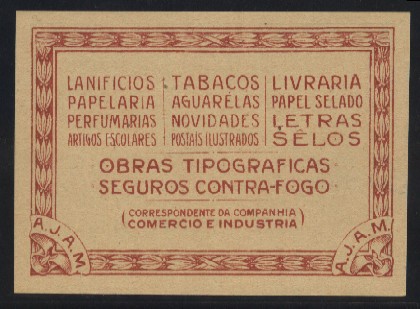 LANIFICIOS
PAPELARIA
PERFUMARIAS
ARTIGOS ESCOLARES
TABACOS
AGUARÉLAS
NOVIDADES
POSTAIS ILUSTRADOS
LIVRARIA
PAPEL SELADO
LETRAS
SÊLOS
OBRAS TIPOGRAFICAS
SEGUROS CONTRA-FOGO
(CORRESPONDENTE DA COMPANHIA
COMERCIO E INDUSTRIA)
A.J.A.M.
A.J.A.M.